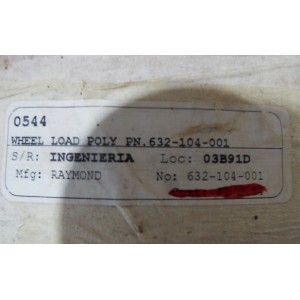 0544
WHEEL LOAD POLY PN.632-104-001
S/R: INGENIERIA Loc: 03B91D
Mfg: RAYMOND No: 632-104-001